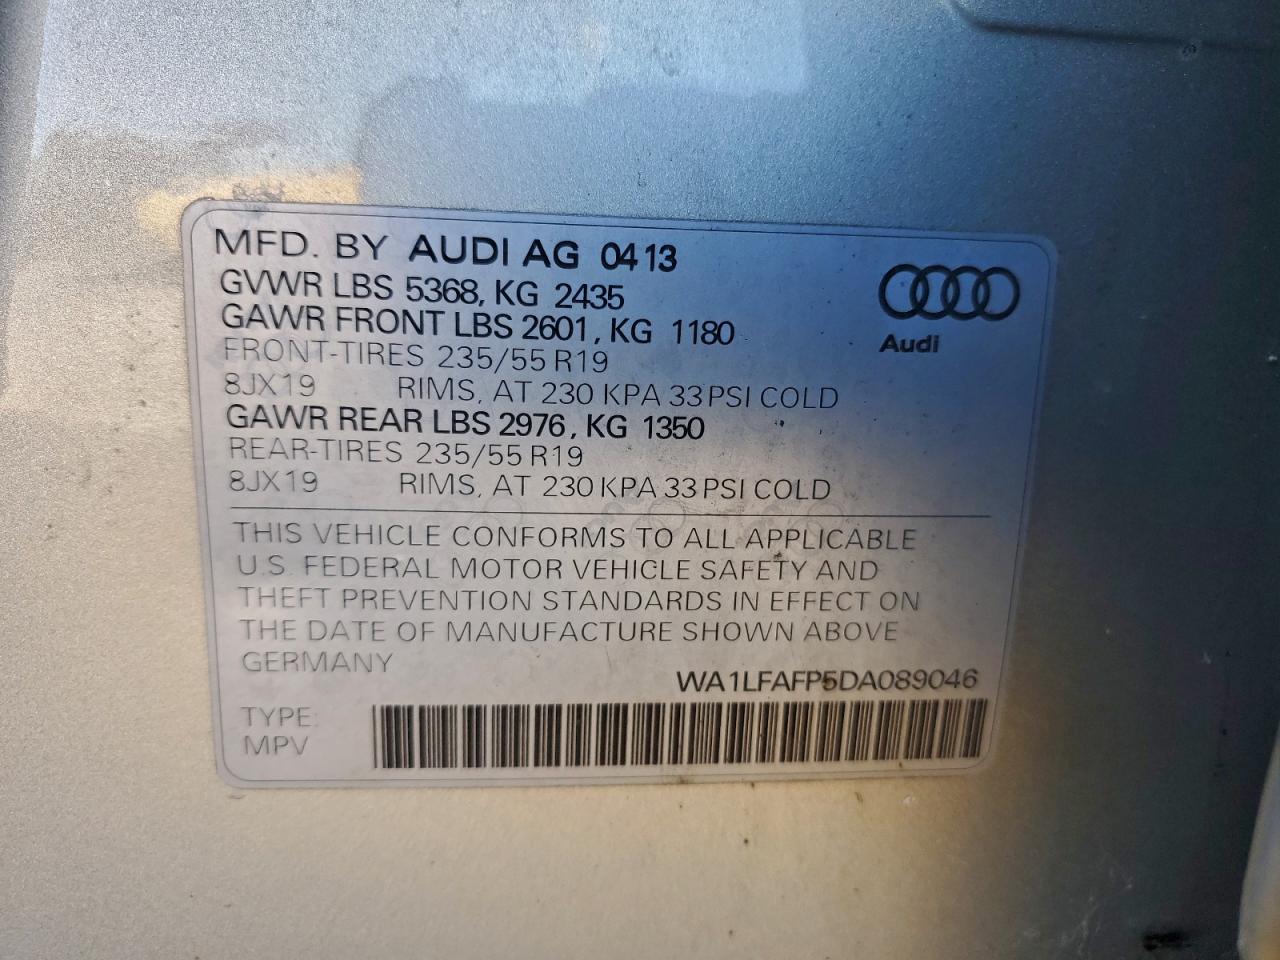 MFD. BY AUDI AG 0413
GVWR LBS 5368, KG 2435
GAWR FRONT LBS 2601, KG 1180
FRONT-TIRES 235/55 R19
8JX19 RIMS, AT 230 KPA 33 PSI COLD
GAWR REAR LBS 2976, KG 1350
REAR-TIRES 235/55 R19
8JX19 RIMS, AT 230 KPA 33 PSI COLD
Audi
THIS VEHICLE CONFORMS TO ALL APPLICABLE
U.S. FEDERAL MOTOR VEHICLE SAFETY AND
THEFT PREVENTION STANDARDS IN EFFECT ON
THE DATE OF MANUFACTURE SHOWN ABOVE
GERMANY
WA1LFAFP5DA089046
TYPE:
MPV